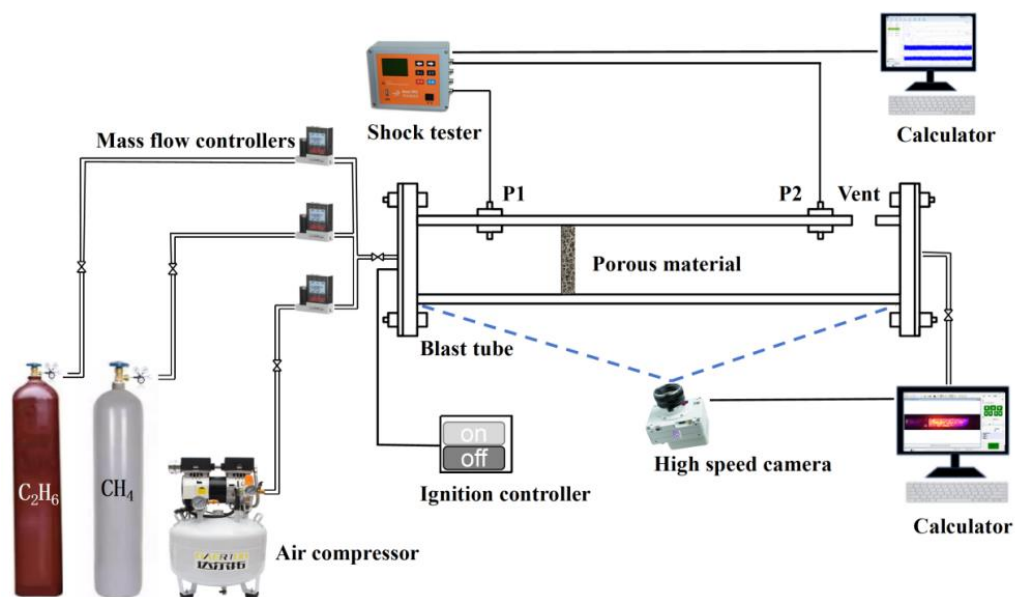 Shock tester
Calculator
Mass flow controllers
P1
P2
Vent
Porous material
Blast tube
High speed camera
on
off
Ignition controller
C₂H₆
CH₄
Air compressor
Calculator